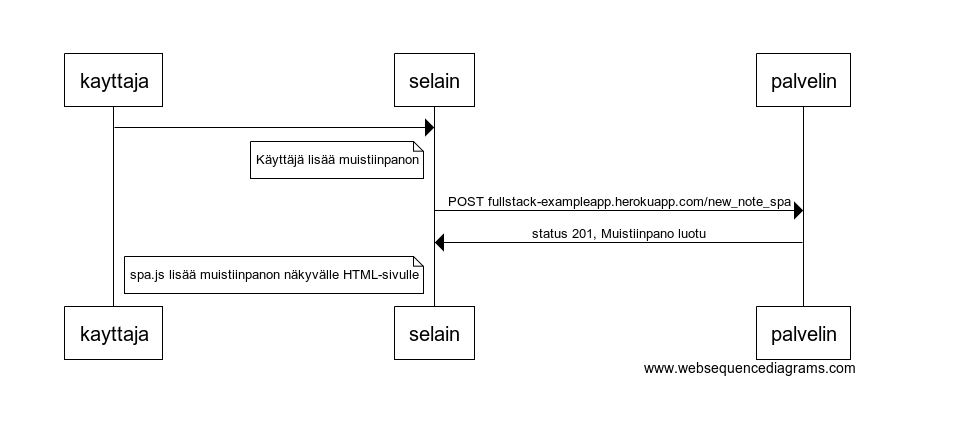 kayttaja
selain
palvelin
Käyttäjä lisää muistiinpanon
POST fullstack-exampleapp.herokuapp.com/new_note_spa
status 201, Muistiinpano luotu
spa.js lisää muistiinpanon näkyvälle HTML-sivulle
kayttaja
selain
palvelin
www.websequencediagrams.com